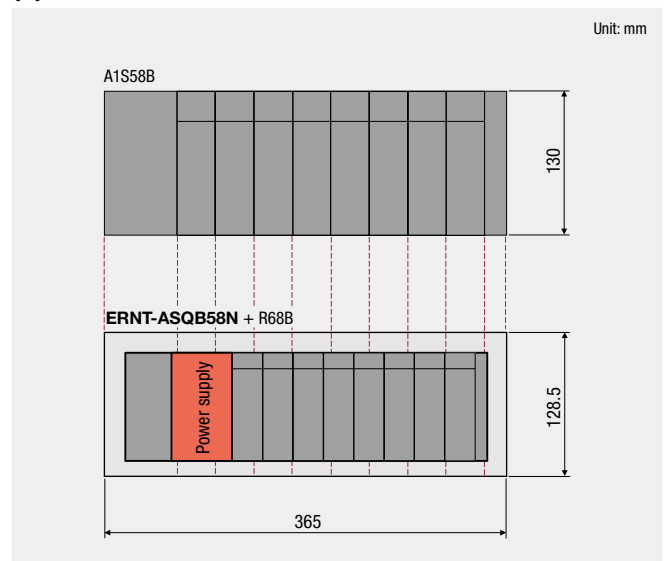 Unit: mm
A1S58B
130
ERNT-ASQB58N + R68B
Power supply
128.5
365